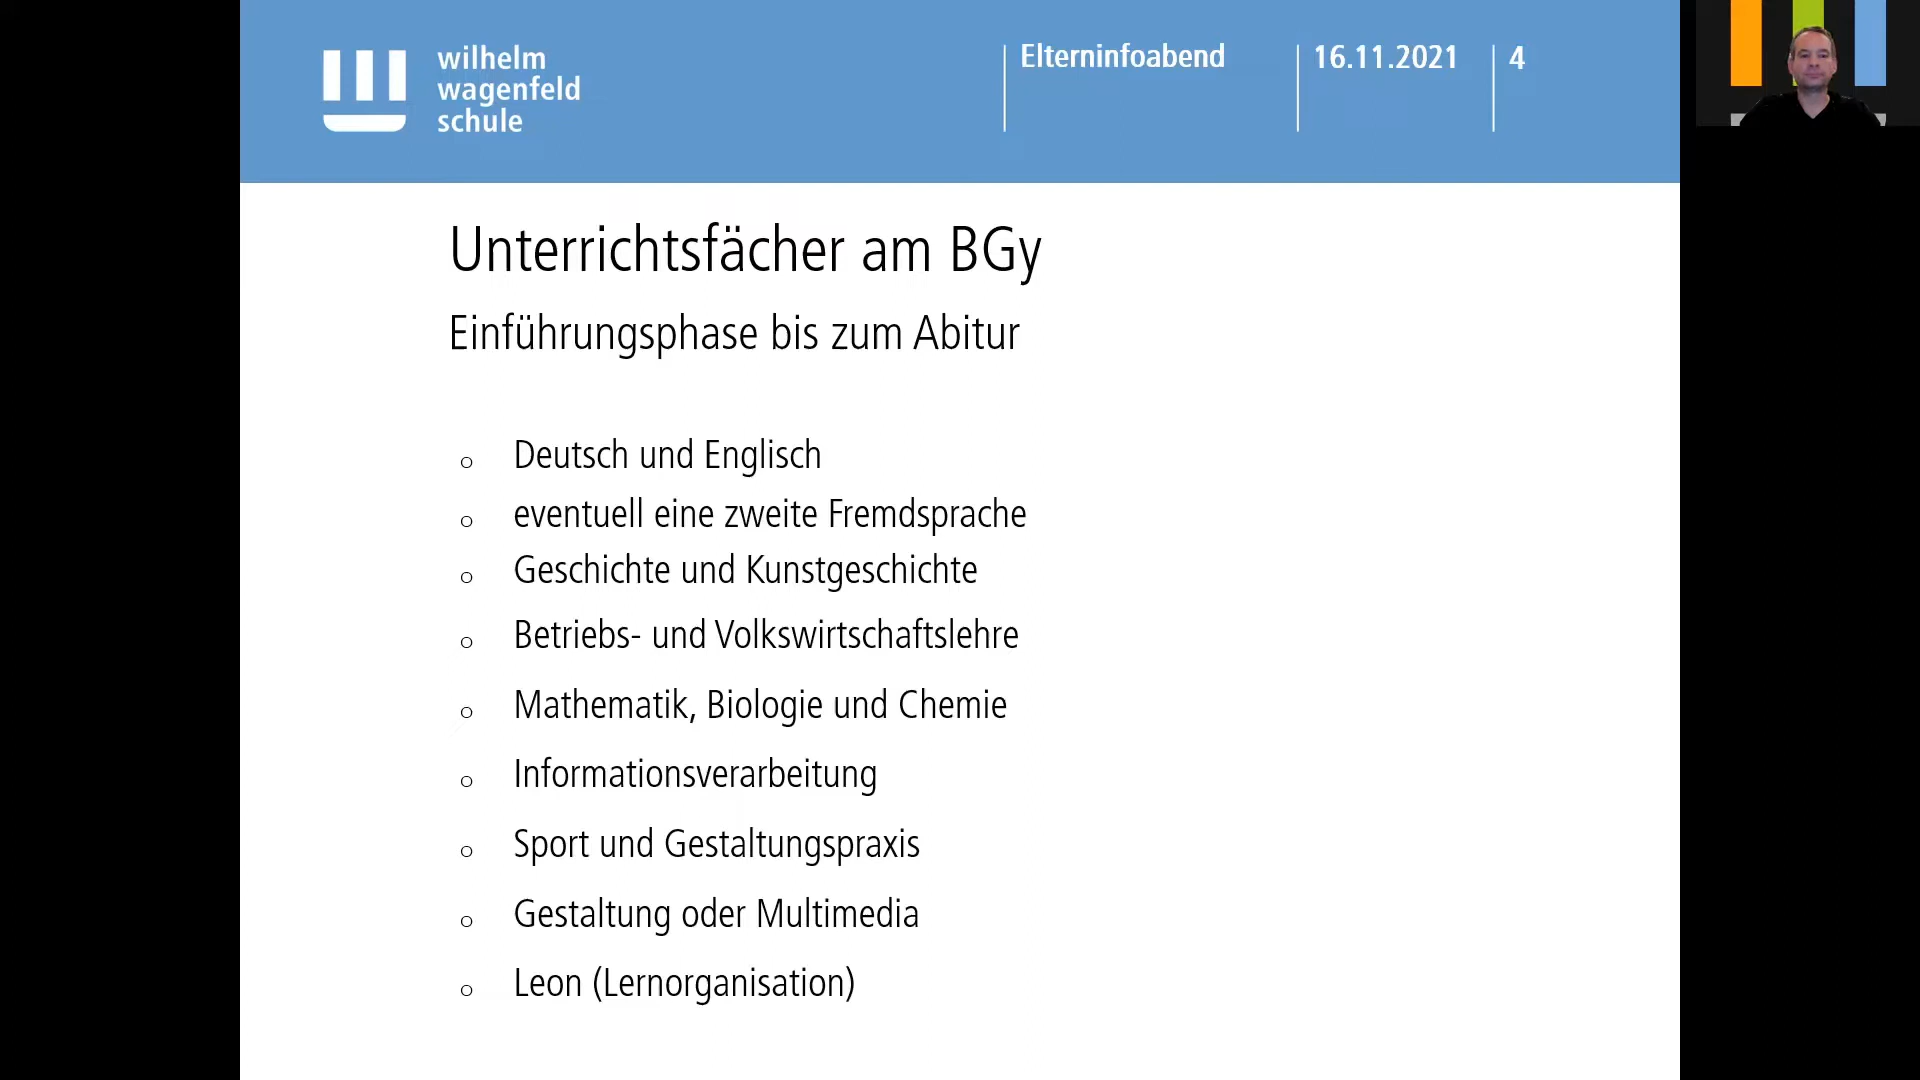 wilhelm
wagenfeld
schule
Elterninfoabend
16.11.2021
4
Unterrichtsfächer am BGy
Einführungsphase bis zum Abitur
o Deutsch und Englisch
o eventuell eine zweite Fremdsprache
o Geschichte und Kunstgeschichte
o Betriebs- und Volkswirtschaftslehre
o Mathematik, Biologie und Chemie
o Informationsverarbeitung
o Sport und Gestaltungspraxis
o Gestaltung oder Multimedia
o Leon (Lernorganisation)